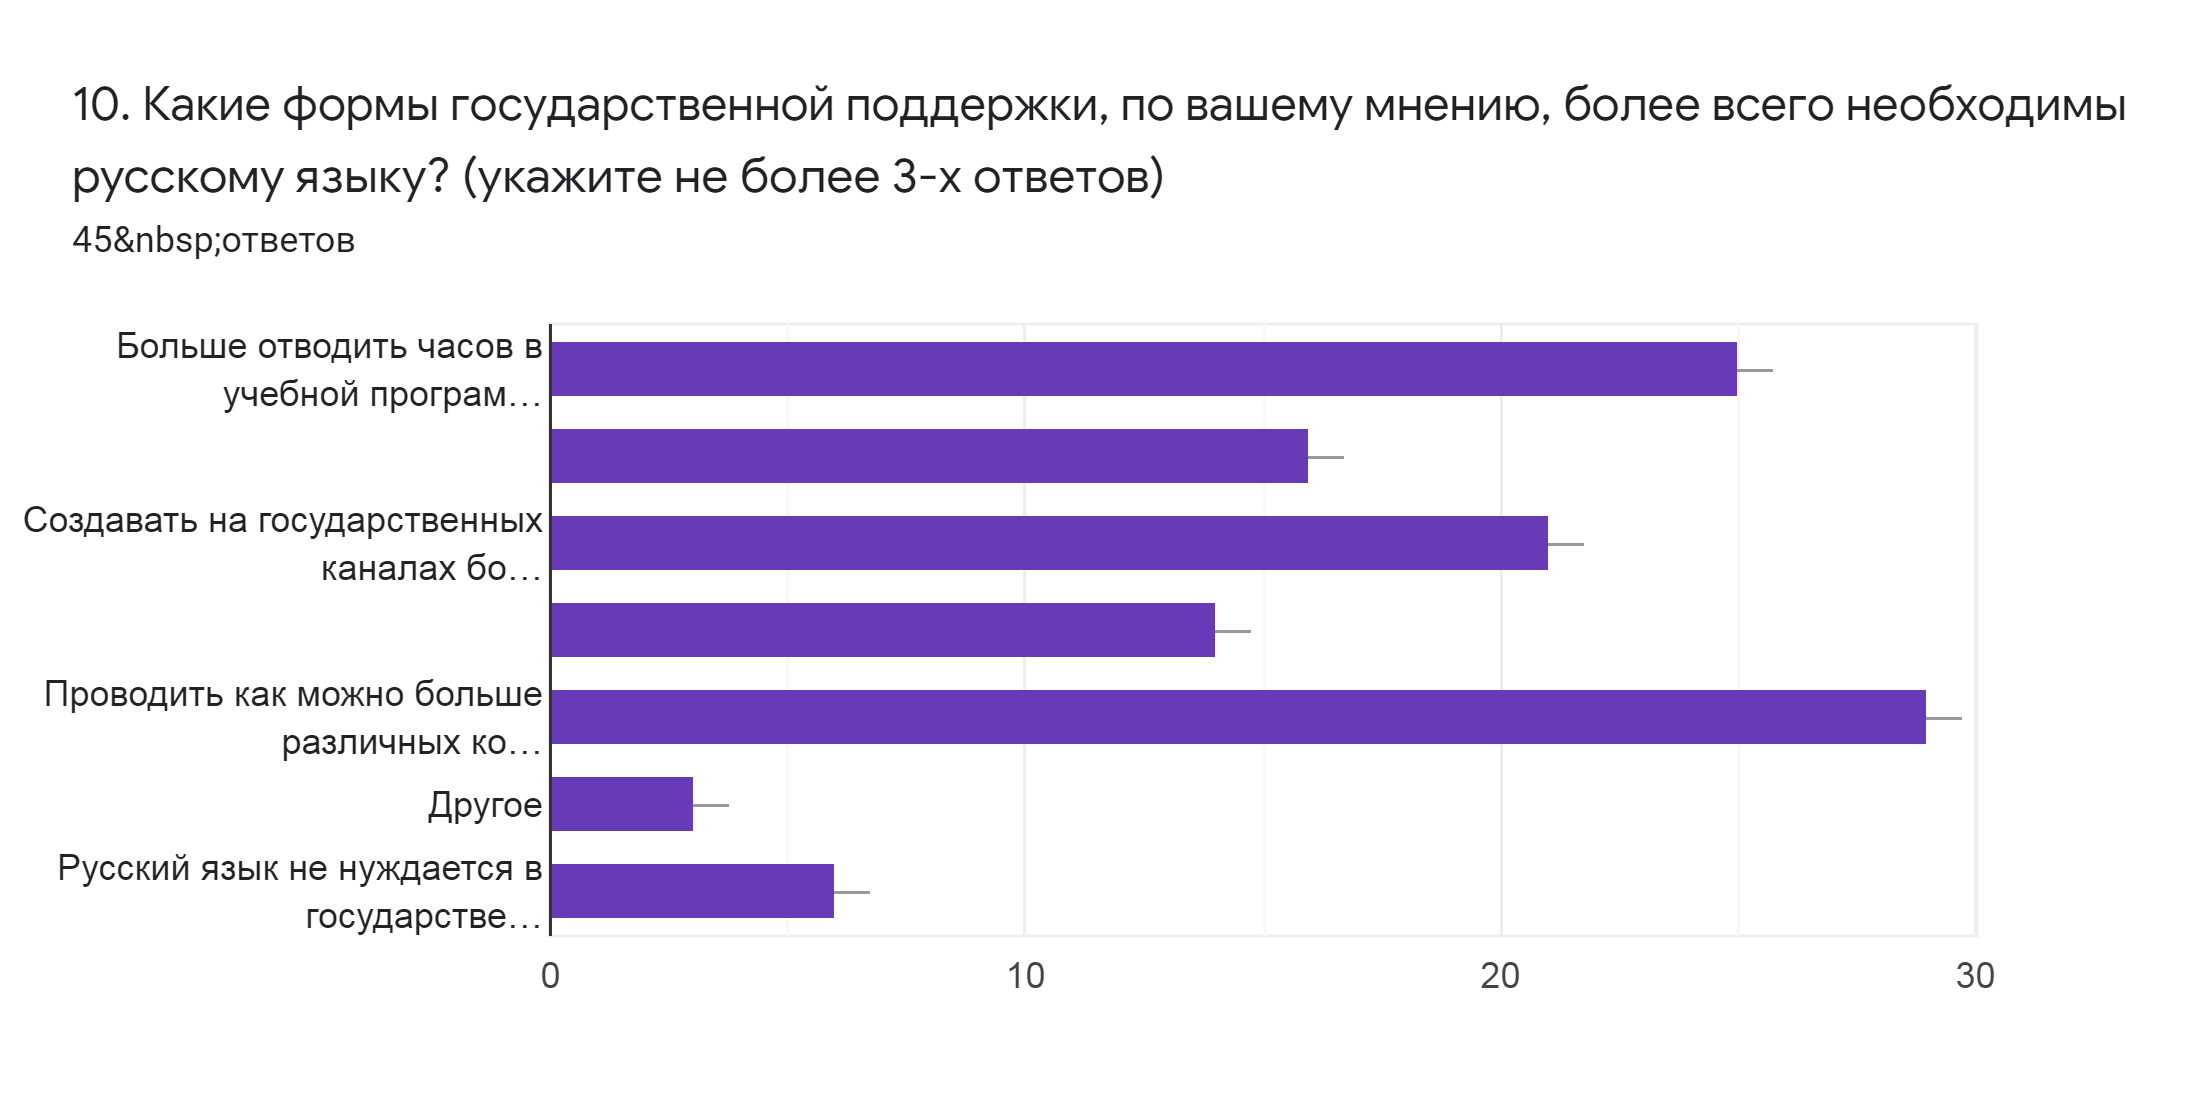 10. Какие формы государственной поддержки, по вашему мнению, более всего необходимы
русскому языку? (укажите не более 3-х ответов)
45&nbsp;ответов
Больше отводить часов в
учебной програм…
Создавать на государственных
каналах бо…
Проводить как можно больше
различных ко…
Другое
Русский язык не нуждается в
государстве…
0 10 20 30